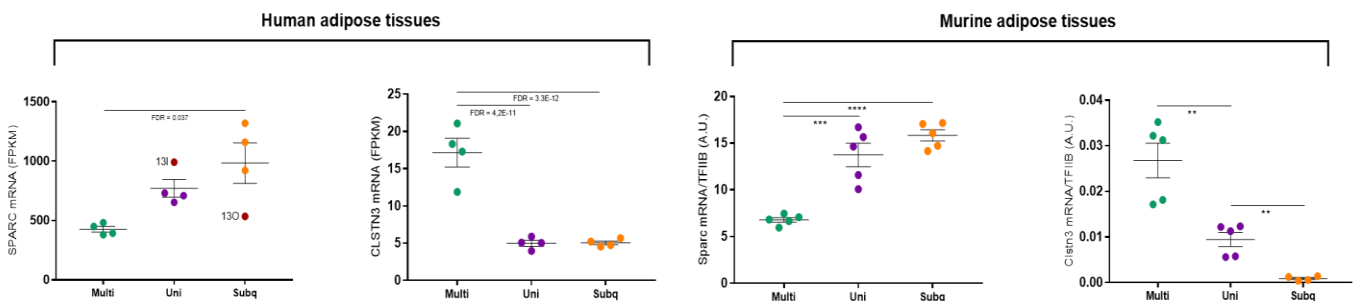 Human adipose tissues
Murine adipose tissues
SPARC mRNA (FPKM)
1500
1000
500
0
FDR = 0.037
13I
13O
Multi
Uni
Subq
CLSTN3 mRNA (FPKM)
25
20
15
10
5
0
FDR = 3.3E-12
FDR = 4,2E-11
Multi
Uni
Subq
Sparc mRNA/TFIIB (A.U.)
20
15
10
5
0
****
***
Multi
Uni
Subq
Clstn3 mRNA/TFIIB (A.U.)
0.04
0.03
0.02
0.01
0.00
**
**
Multi
Uni
Subq